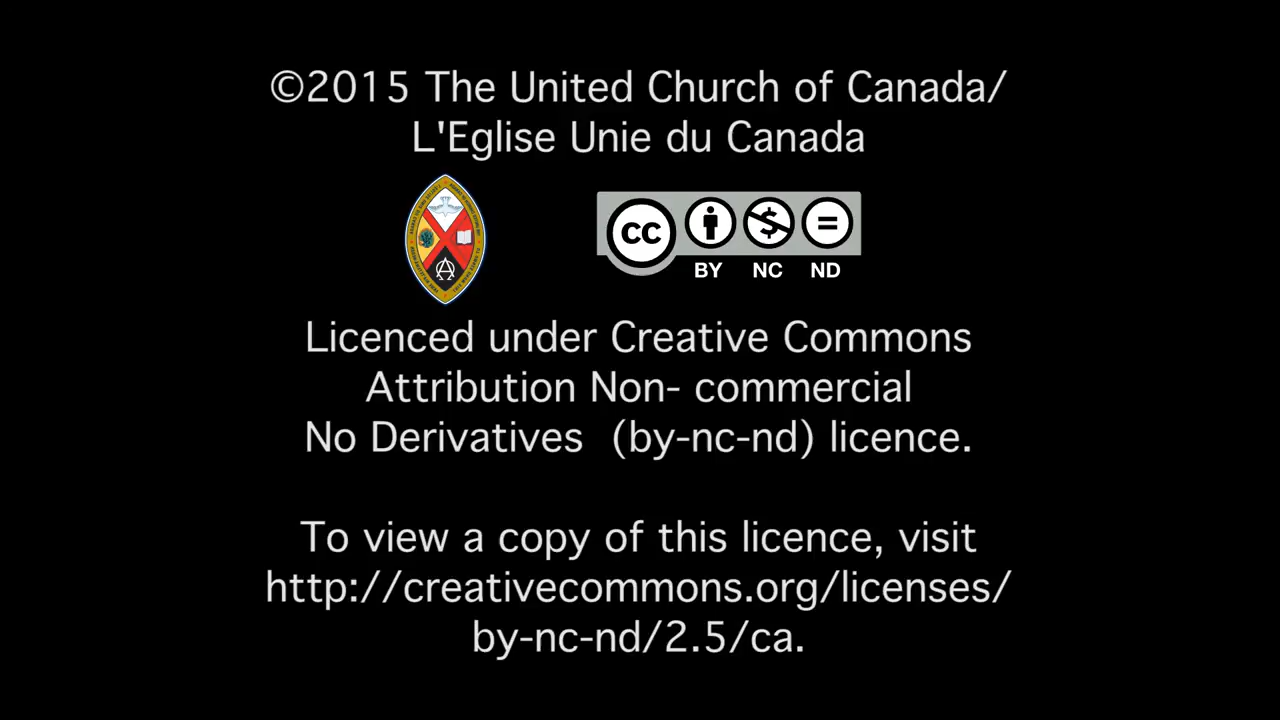 ©2015 The United Church of Canada/
L'Eglise Unie du Canada
cc
BY NC ND
Licenced under Creative Commons
Attribution Non- commercial
No Derivatives  (by-nc-nd) licence.
To view a copy of this licence, visit
http://creativecommons.org/licenses/
by-nc-nd/2.5/ca.